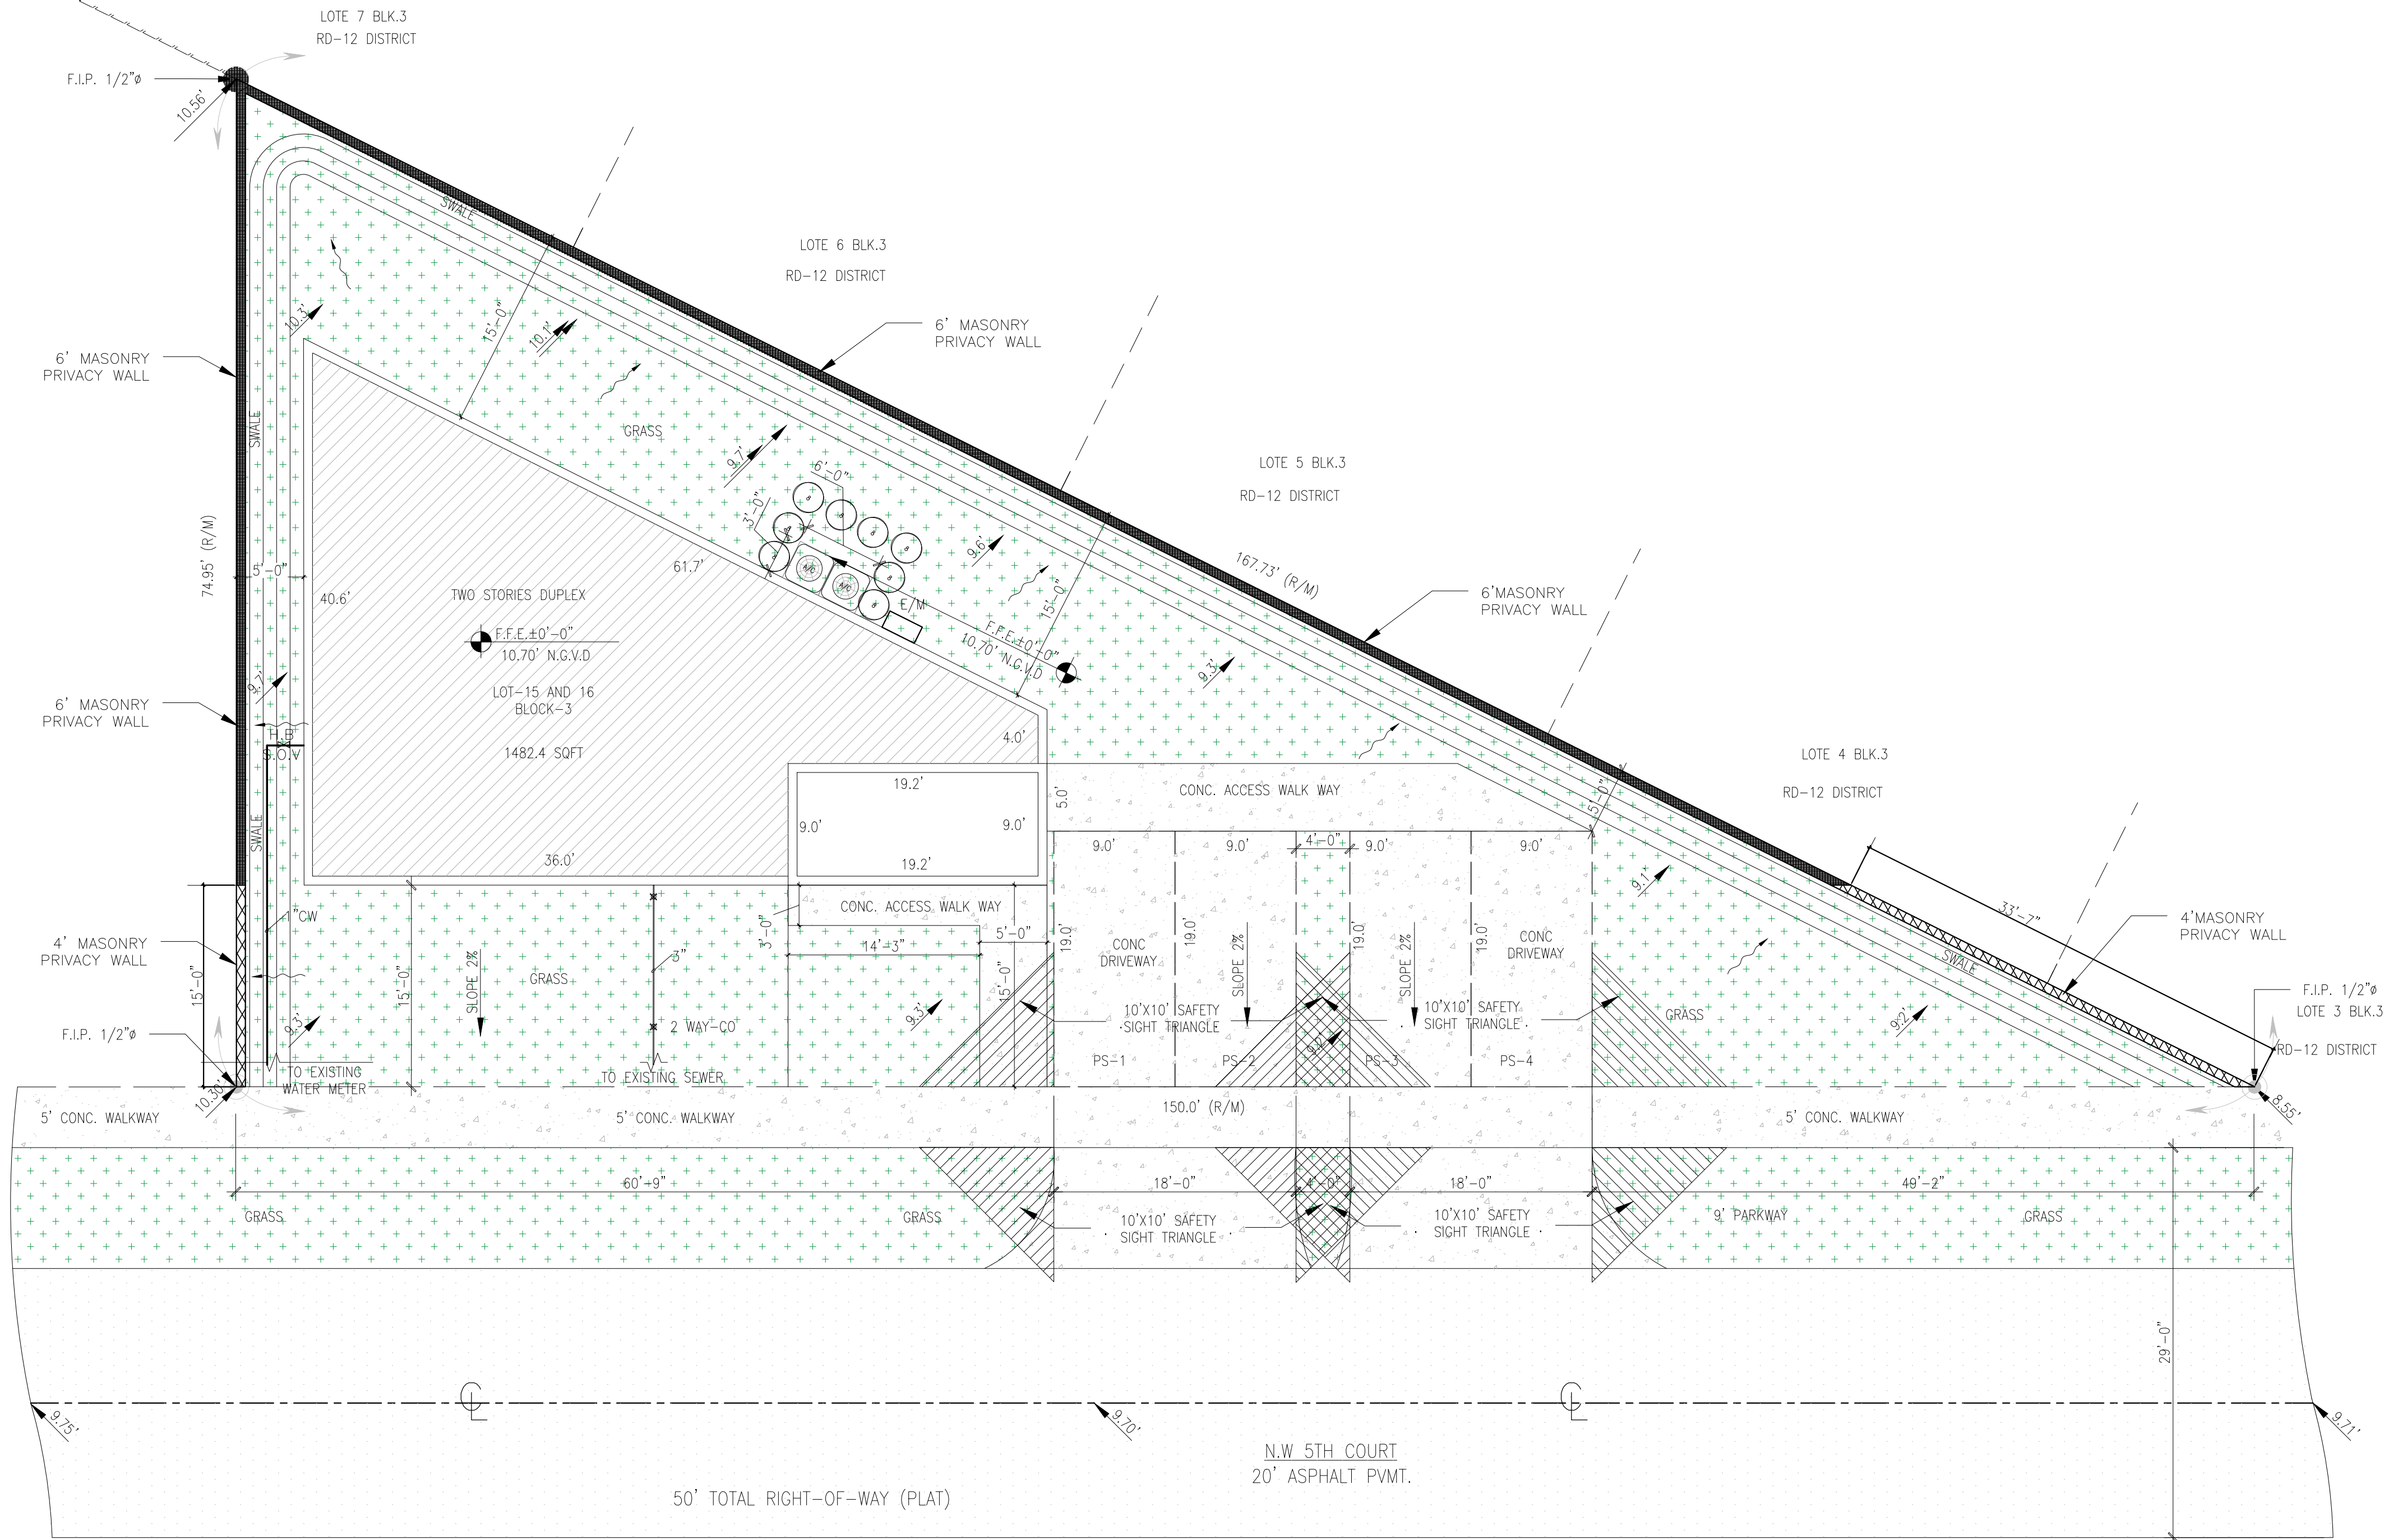 LOTE 7 BLK.3
RD-12 DISTRICT
F.I.P. 1/2"ø
10.56'
SWALE
LOTE 6 BLK.3
RD-12 DISTRICT
15'-0"
10.3'
10.1'
6' MASONRY
PRIVACY WALL
6' MASONRY
PRIVACY WALL
SWALE
GRASS
9.7'
6'-0"
3'-0"
LOTE 5 BLK.3
RD-12 DISTRICT
74.95' (R/M)
5'-0"
61.7'
A/C
A/C
9.6'
167.73' (R/M)
15'-0"
40.6'
TWO STORIES DUPLEX
E/M
6'MASONRY
PRIVACY WALL
F.F.E.±0'-0"
10.70' N.G.V.D
F.F.E.±0'-0"
10.70' N.G.V.D
9.3'
9.7'
LOT-15 AND 16
BLOCK-3
6' MASONRY
PRIVACY WALL
H.B
S.O.V
1482.4 SQFT
4.0'
LOTE 4 BLK.3
RD-12 DISTRICT
19.2'
5.0'
CONC. ACCESS WALK WAY
5'-0"
SWALE
9.0'
9.0'
36.0'
19.2'
9.0'
9.0'
4'-0"
9.0'
9.0'
9.1'
33'-7"
1"CW
CONC. ACCESS WALK WAY
3'-0"
5'-0"
14'-3"
4'MASONRY
PRIVACY WALL
4' MASONRY
PRIVACY WALL
15'-0"
15'-0"
SLOPE 2%
GRASS
3"
15'-0"
19.0'
CONC
DRIVEWAY
19.0'
SLOPE 2%
19.0'
SLOPE 2%
19.0'
CONC
DRIVEWAY
SWALE
F.I.P. 1/2"ø
LOTE 3 BLK.3
RD-12 DISTRICT
9.3'
2 WAY-CO
9.3'
10'X10' SAFETY
SIGHT TRIANGLE
10'X10' SAFETY
SIGHT TRIANGLE
GRASS
9.2'
9.2'
F.I.P. 1/2"ø
PS-1
PS-2
PS-3
PS-4
TO EXISTING
WATER METER
TO EXISTING SEWER
10.30'
8.55'
5' CONC. WALKWAY
5' CONC. WALKWAY
150.0' (R/M)
5' CONC. WALKWAY
60'-9"
18'-0"
4'-0"
18'-0"
49'-2"
GRASS
GRASS
10'X10' SAFETY
SIGHT TRIANGLE
10'X10' SAFETY
SIGHT TRIANGLE
9' PARKWAY
GRASS
29'-0"
CL
CL
9.75'
9.70'
9.71'
N.W 5TH COURT
20' ASPHALT PVMT.
50' TOTAL RIGHT-OF-WAY (PLAT)